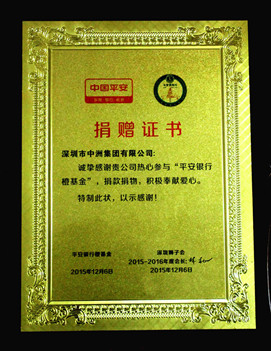 中国平安
捐赠证书
深圳市中洲集团有限公司:
诚挚感谢贵公司热心参与“平安银行
橙基金”,捐款捐物,积极奉献爱心。
特制此状,以示感谢!
平安银行橙基金
深圳狮子会
2015-2016年度会长:
2015年12月6日
2015年12月6日